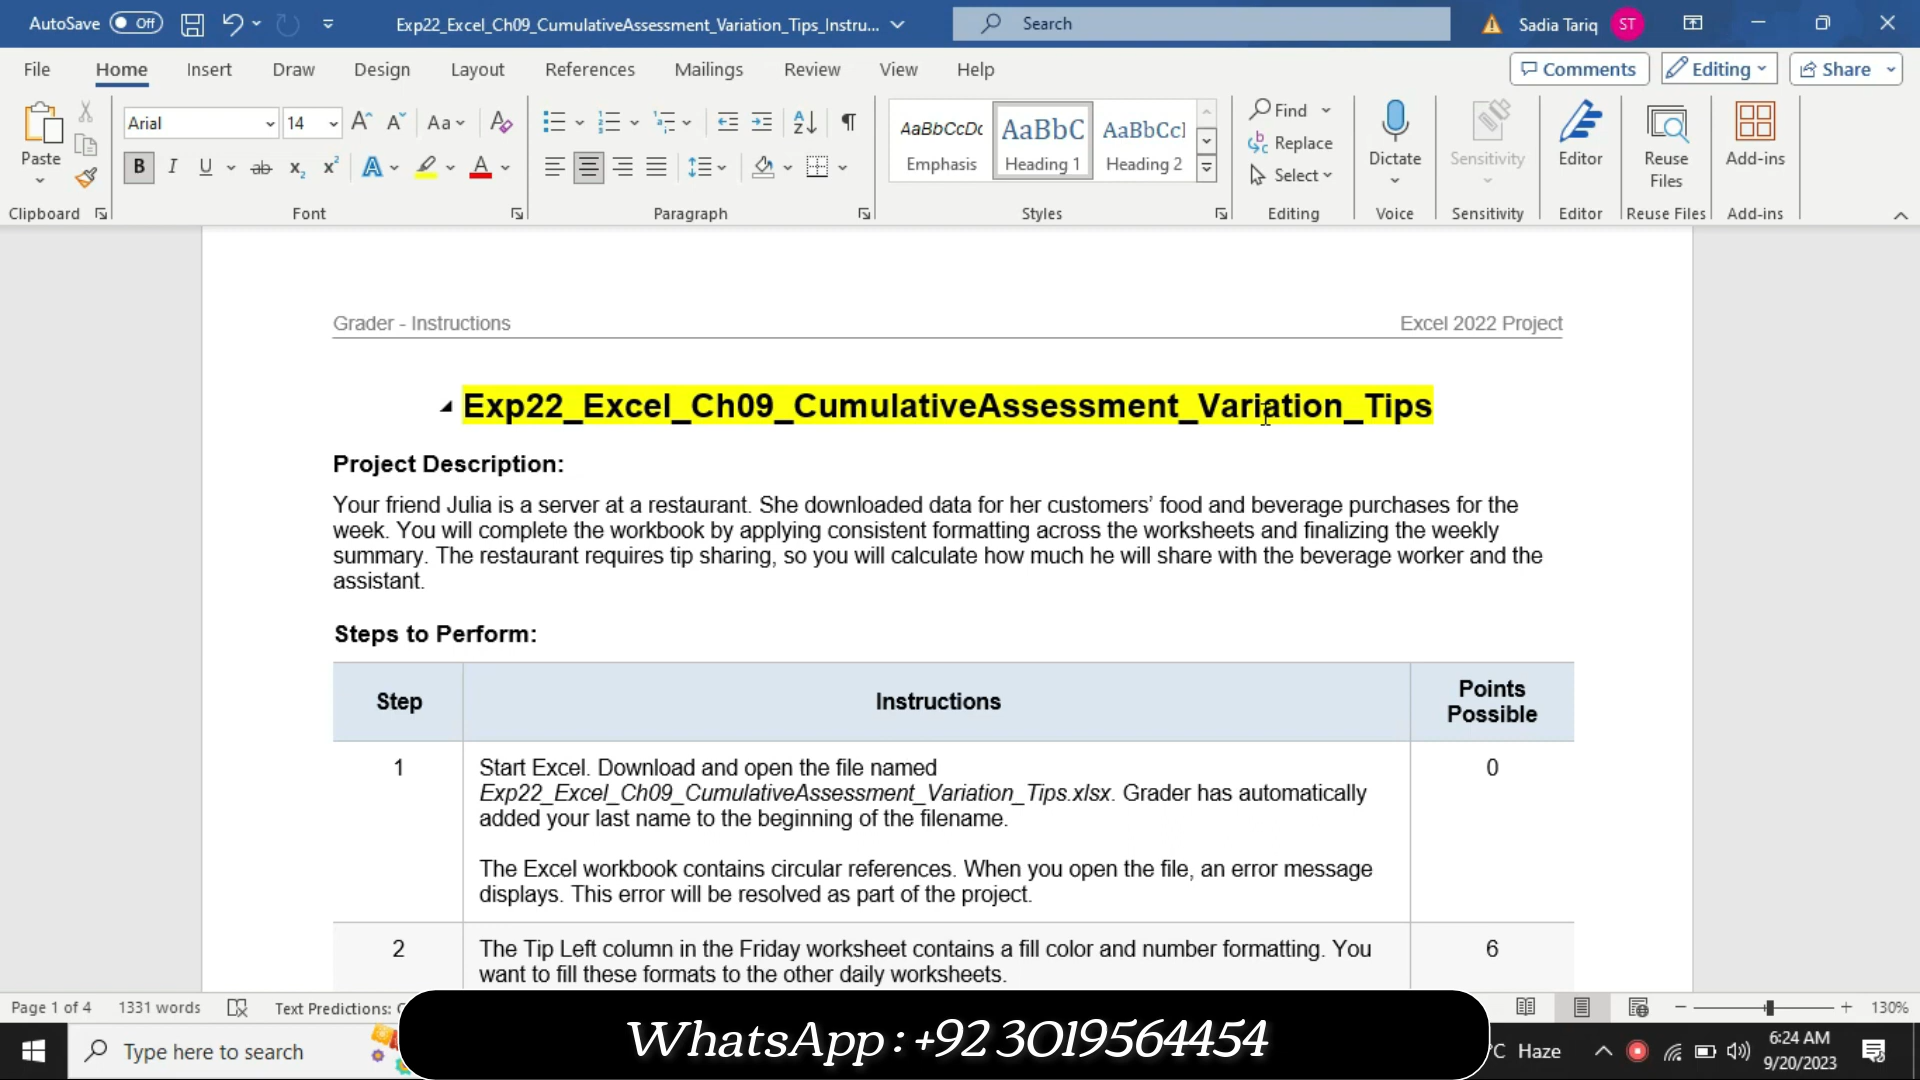 AutoSave Off
Exp22_Excel_Ch09_CumulativeAssessment_Variation_Tips_Instru...
Search
Sadia Tariq ST
File Home Insert Draw Design Layout References Mailings Review View Help
Comments Editing Share
Paste
Clipboard
Arial 14
Aa
B I U ab x₂ x² A A
Font
Paragraph
AaBbCcDc
Emphasis
AaBbC
Heading 1
AaBbCcl
Heading 2
Styles
Find
Replace
Select
Editing
Dictate
Voice
Sensitivity
Sensitivity
Editor
Editor
Reuse Files
Reuse Files
Add-ins
Add-ins
Grader - Instructions Excel 2022 Project
Exp22_Excel_Ch09_CumulativeAssessment_Variation_Tips
Project Description:
Your friend Julia is a server at a restaurant. She downloaded data for her customers’ food and beverage purchases for the
week. You will complete the workbook by applying consistent formatting across the worksheets and finalizing the weekly
summary. The restaurant requires tip sharing, so you will calculate how much he will share with the beverage worker and the
assistant.
Steps to Perform:
Step Instructions Points Possible
1 Start Excel. Download and open the file named 0
Exp22_Excel_Ch09_CumulativeAssessment_Variation_Tips.xlsx. Grader has automatically
added your last name to the beginning of the filename.
The Excel workbook contains circular references. When you open the file, an error message
displays. This error will be resolved as part of the project.
2 The Tip Left column in the Friday worksheet contains a fill color and number formatting. You 6
want to fill these formats to the other daily worksheets.
Page 1 of 4 1331 words Text Predictions: 130%
WhatsApp : +92 3019564454
Type here to search
°C Haze
6:24 AM
9/20/2023